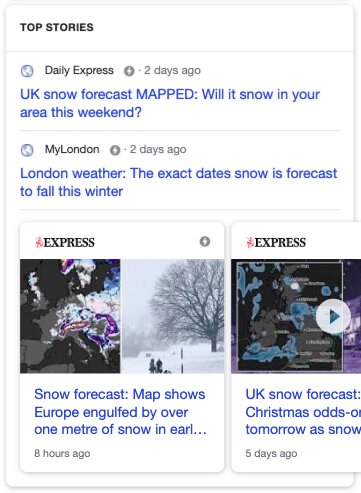 TOP STORIES
Daily Express · 2 days ago
UK snow forecast MAPPED: Will it snow in your
area this weekend?
MyLondon · 2 days ago
London weather: The exact dates snow is forecast
to fall this winter
EXPRESS
Snow forecast: Map shows
Europe engulfed by over
one metre of snow in earl...
8 hours ago
EXPRESS
UK snow forecast:
Christmas odds-o
tomorrow as snow
5 days ago